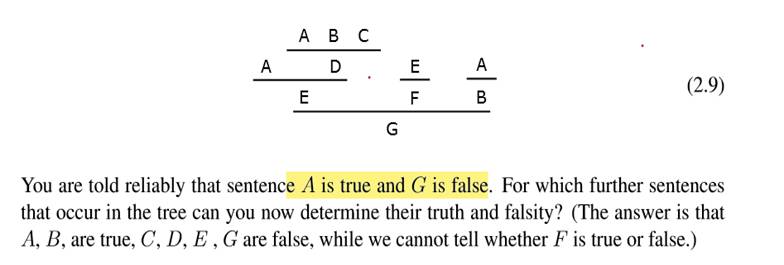 A B C
A D E A
(2.9)
E F B
G
You are told reliably that sentence A is true and G is false. For which further sentences
that occur in the tree can you now determine their truth and falsity? (The answer is that
A, B, are true, C, D, E , G are false, while we cannot tell whether F is true or false.)